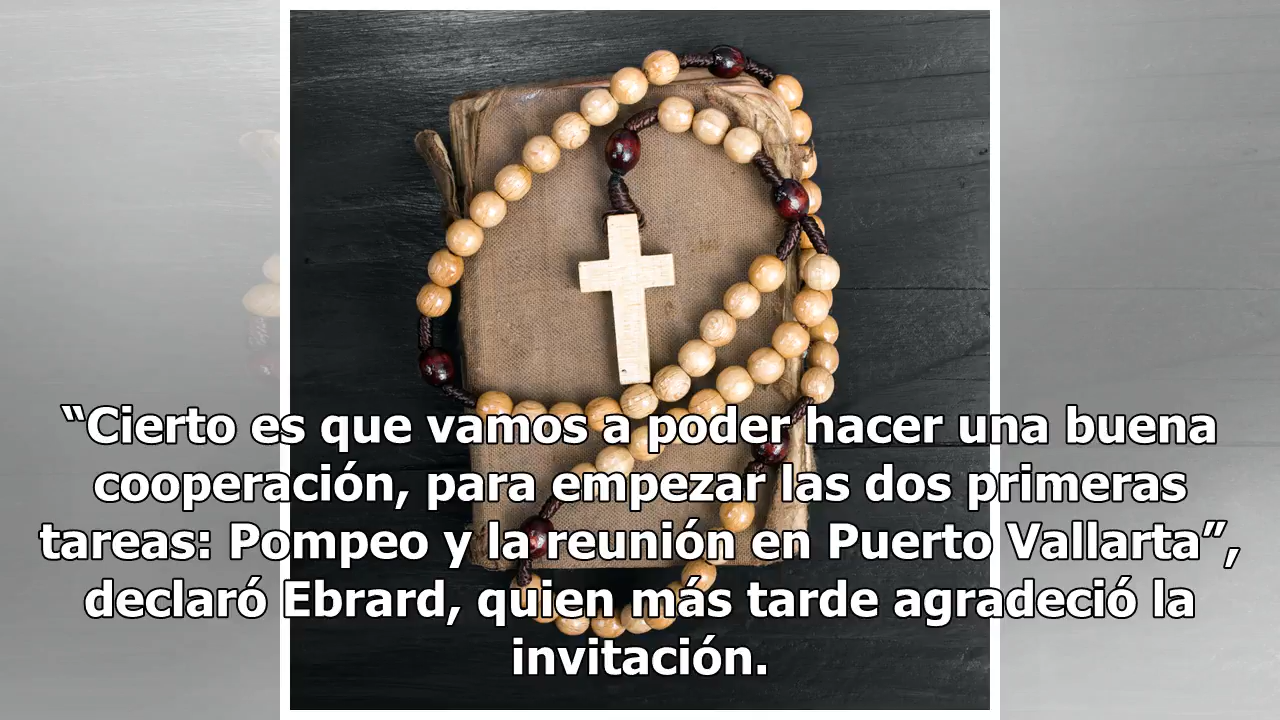 “Cierto es que vamos a poder hacer una buena
cooperación, para empezar las dos primeras
tareas: Pompeo y la reunión en Puerto Vallarta”,
declaró Ebrard, quien más tarde agradeció la
invitación.